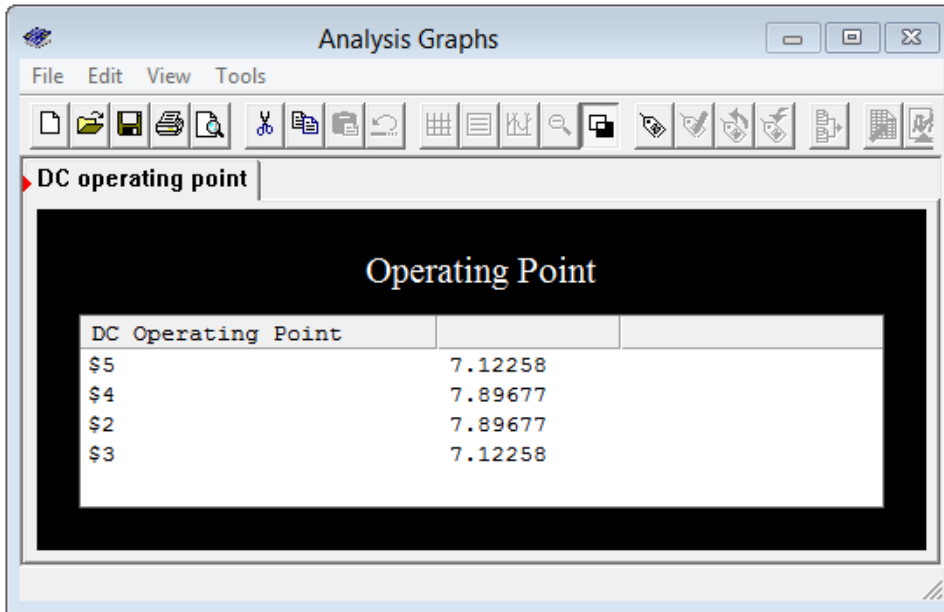 Analysis Graphs
File Edit View Tools
DC operating point
Operating Point
DC Operating Point
$5 7.12258
$4 7.89677
$2 7.89677
$3 7.12258